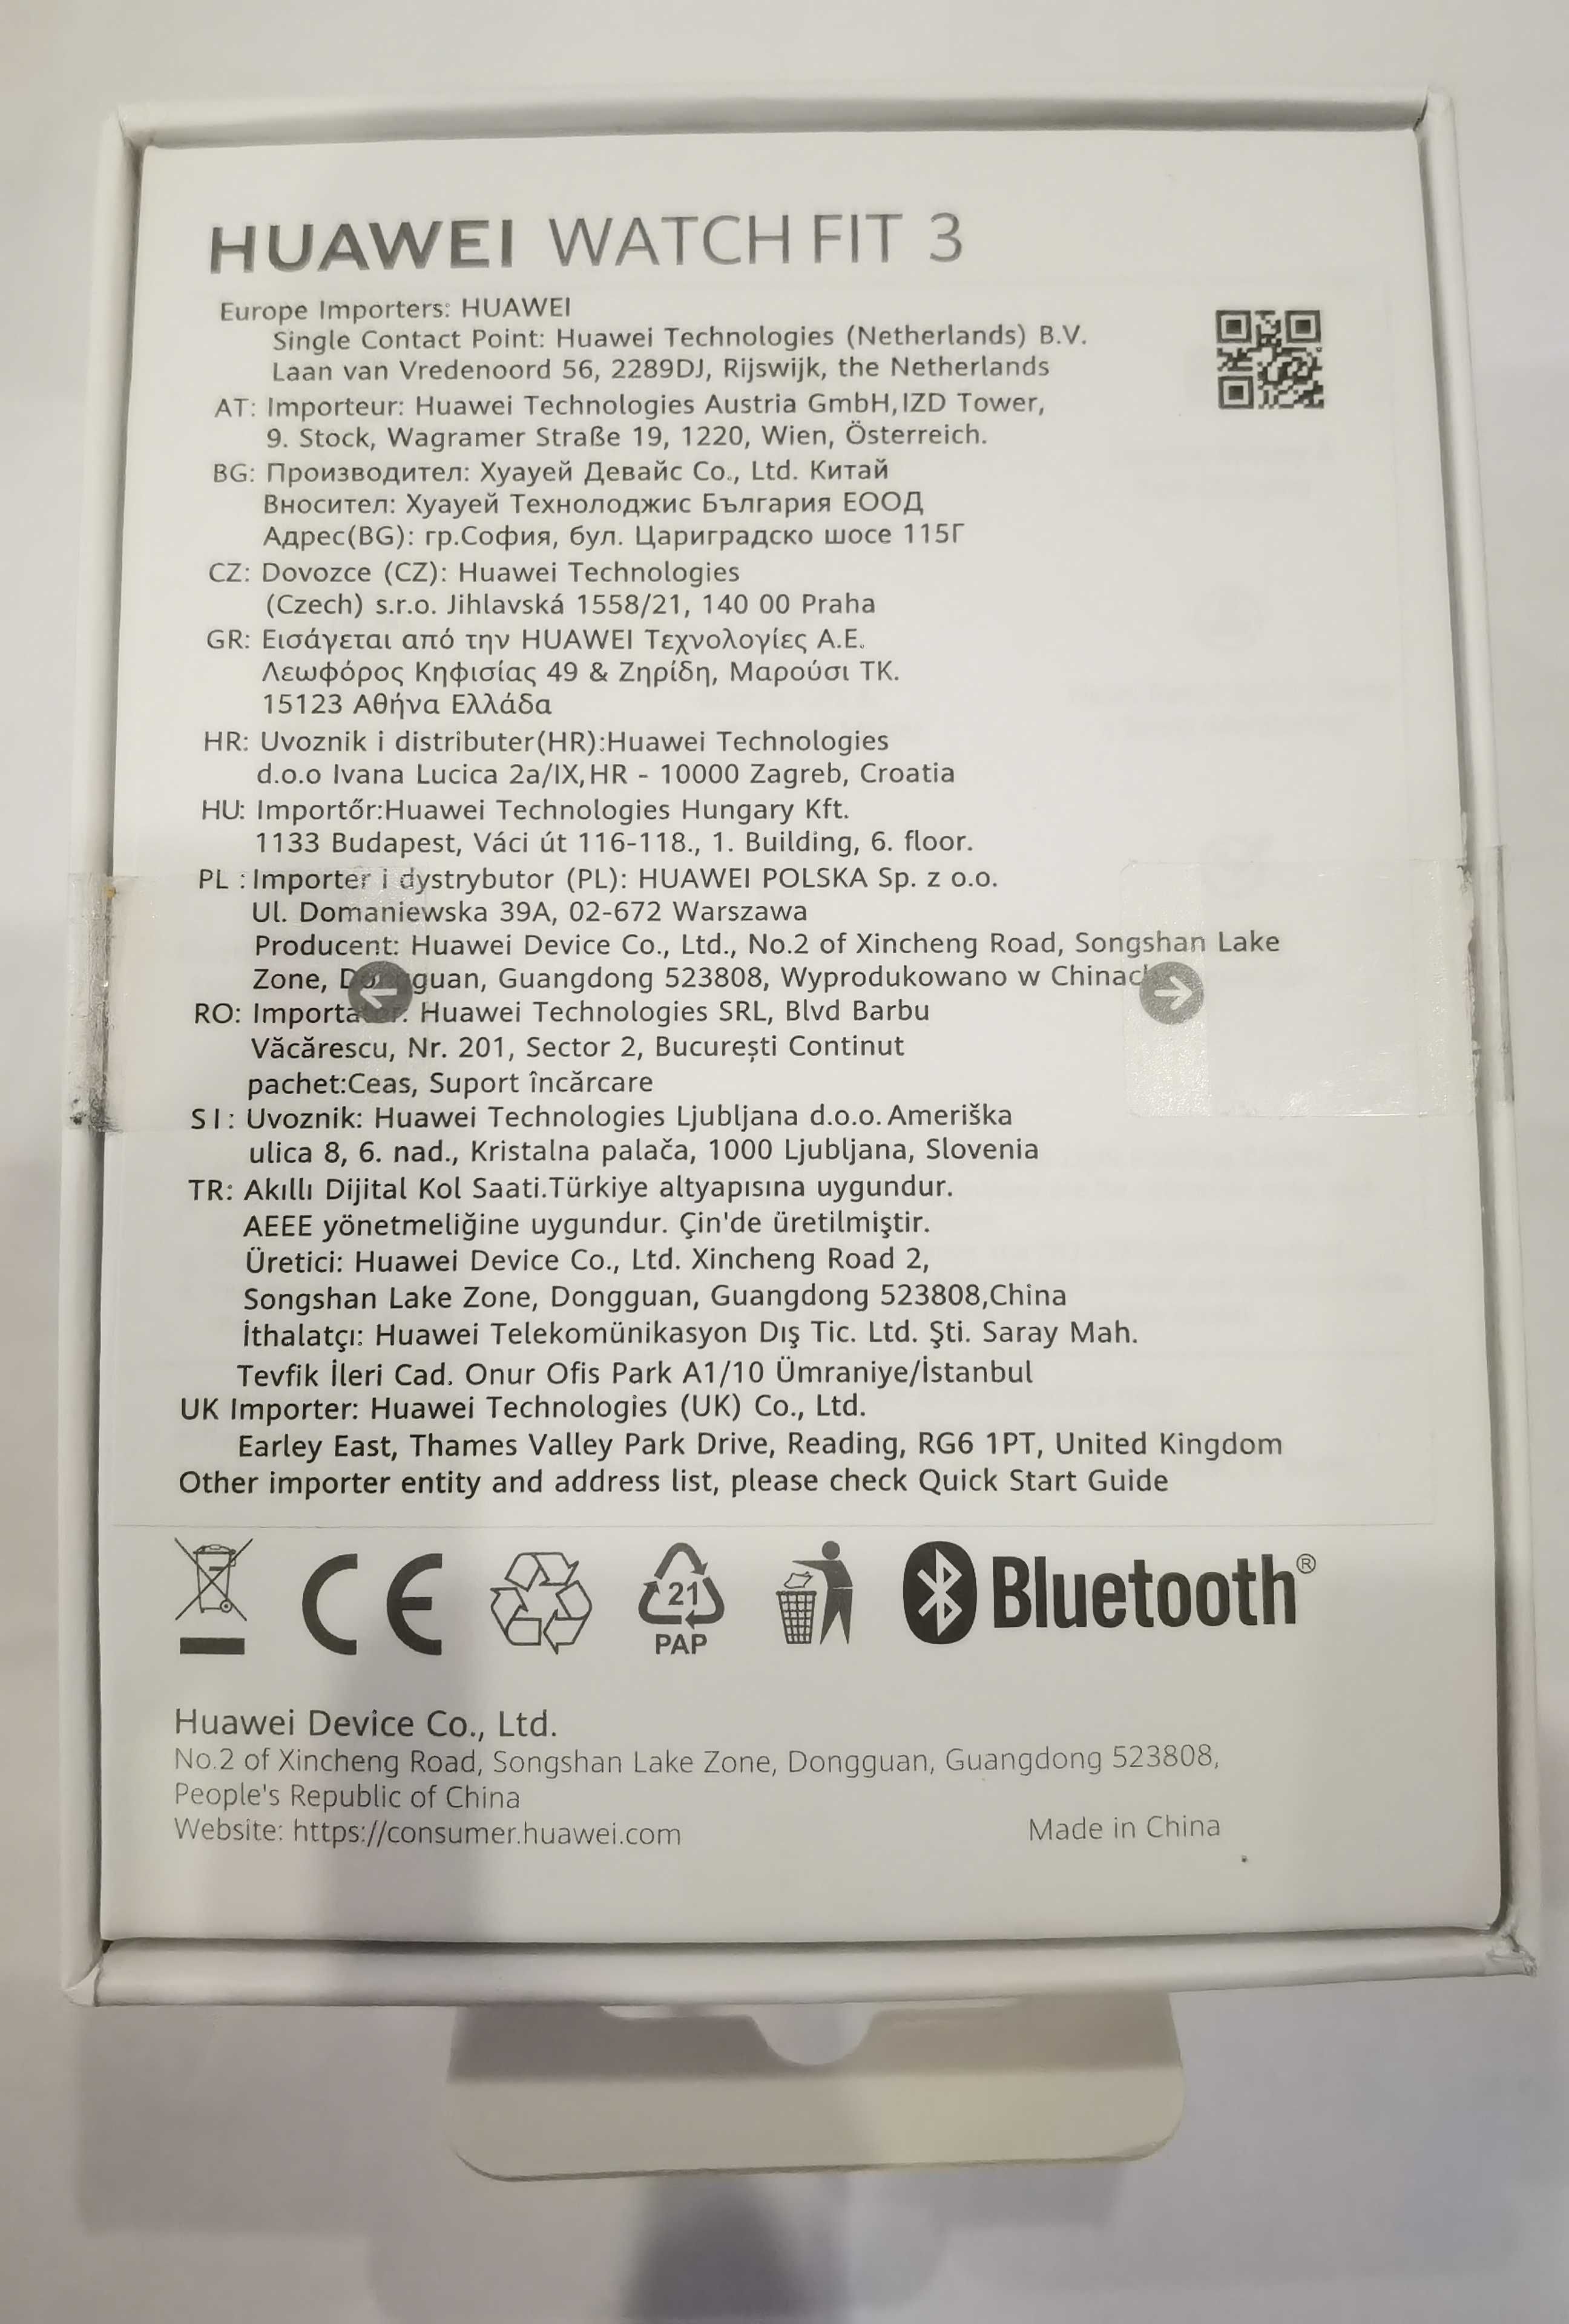 HUAWEI WATCH FIT 3
Europe Importers: HUAWEI
Single Contact Point: Huawei Technologies (Netherlands) B.V.
Laan van Vredenoord 56, 2289DJ, Rijswijk, the Netherlands
AT: Importeur: Huawei Technologies Austria GmbH,IZD Tower,
9. Stock, Wagramer Straße 19, 1220, Wien, Österreich.
BG: Производител: Хуауей Девайс Co., Ltd. Китай
Вносител: Хуауей Технолоджис България ЕООД
Адрес(BG): гр.София, бул. Цариградско шосе 115Г
CZ: Dovozce (CZ): Huawei Technologies
(Czech) s.r.o. Jihlavská 1558/21, 140 00 Praha
GR: Εισάγεται από την HUAWEI Τεχνολογίες Α.Ε.
Λεωφόρος Κηφισίας 49 & Ζηρίδη, Μαρούσι ΤΚ.
15123 Αθήνα Ελλάδα
HR: Uvoznik i distributer(HR):Huawei Technologies
d.o.o Ivana Lucica 2a/IX,HR - 10000 Zagreb, Croatia
HU: Importőr:Huawei Technologies Hungary Kft.
1133 Budapest, Váci út 116-118., 1. Building, 6. floor.
PL : Importer i dystrybutor (PL): HUAWEI POLSKA Sp. z o.o.
Ul. Domaniewska 39A, 02-672 Warszawa
Producent: Huawei Device Co., Ltd., No.2 of Xincheng Road, Songshan Lake
Zone, Guangdong 523808, Wyprodukowano w
RO: Huawei Technologies SRL, Blvd Barbu
Văcărescu, Nr. 201, Sector 2, București Continut
pachet:Ceas, Suport încărcare
SI: Uvoznik: Huawei Technologies Ljubljana d.o.o. Ameriška
ulica 8, 6. nad., Kristalna palača, 1000 Ljubljana, Slovenia
TR: Akıllı Dijital Kol Saati.Türkiye altyapısına uygundur.
AEEE yönetmeliğine uygundur. Çin'de üretilmiştir.
Üretici: Huawei Device Co., Ltd. Xincheng Road 2,
Songshan Lake Zone, Dongguan, Guangdong 523808,China
İthalatçı: Huawei Telekomünikasyon Dış Tic. Ltd. Şti. Saray Mah.
Tevfik İleri Cad. Onur Ofis Park A1/10 Ümraniye/İstanbul
UK Importer: Huawei Technologies (UK) Co., Ltd.
Earley East, Thames Valley Park Drive, Reading, RG6 1PT, United Kingdom
Other importer entity and address list, please check Quick Start Guide
CE 21 PAP Bluetooth®
Huawei Device Co., Ltd.
No.2 of Xincheng Road, Songshan Lake Zone, Dongguan, Guangdong 523808,
People's Republic of China
Website: https://consumer.huawei.com Made in China